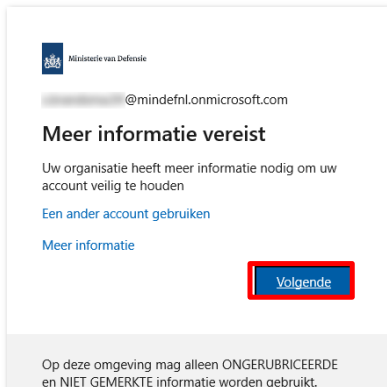 Ministerie van Defensie
@mindefnl.onmicrosoft.com
Meer informatie vereist
Uw organisatie heeft meer informatie nodig om uw
account veilig te houden
Een ander account gebruiken
Meer informatie
Volgende
Op deze omgeving mag alleen ONGERUBRICEERDE
en NIET GEMERKTE informatie worden gebruikt.